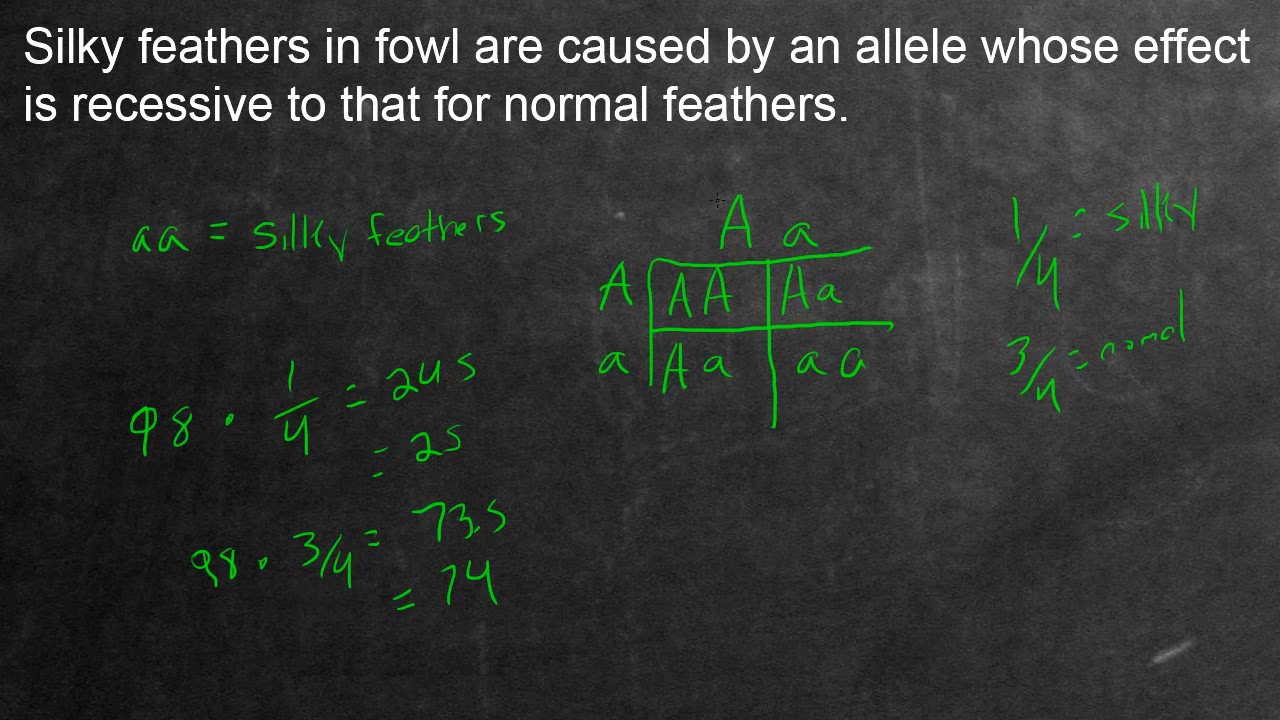 Silky feathers in fowl are caused by an allele whose effect
is recessive to that for normal feathers.
aa = silky feothers
98 · 1/4 = 24 5
= 25
98 · 3/4 = 73.5
= 74
A a
A AA Aa
a Aa aa
1/4 = silky
3/4 = nomal